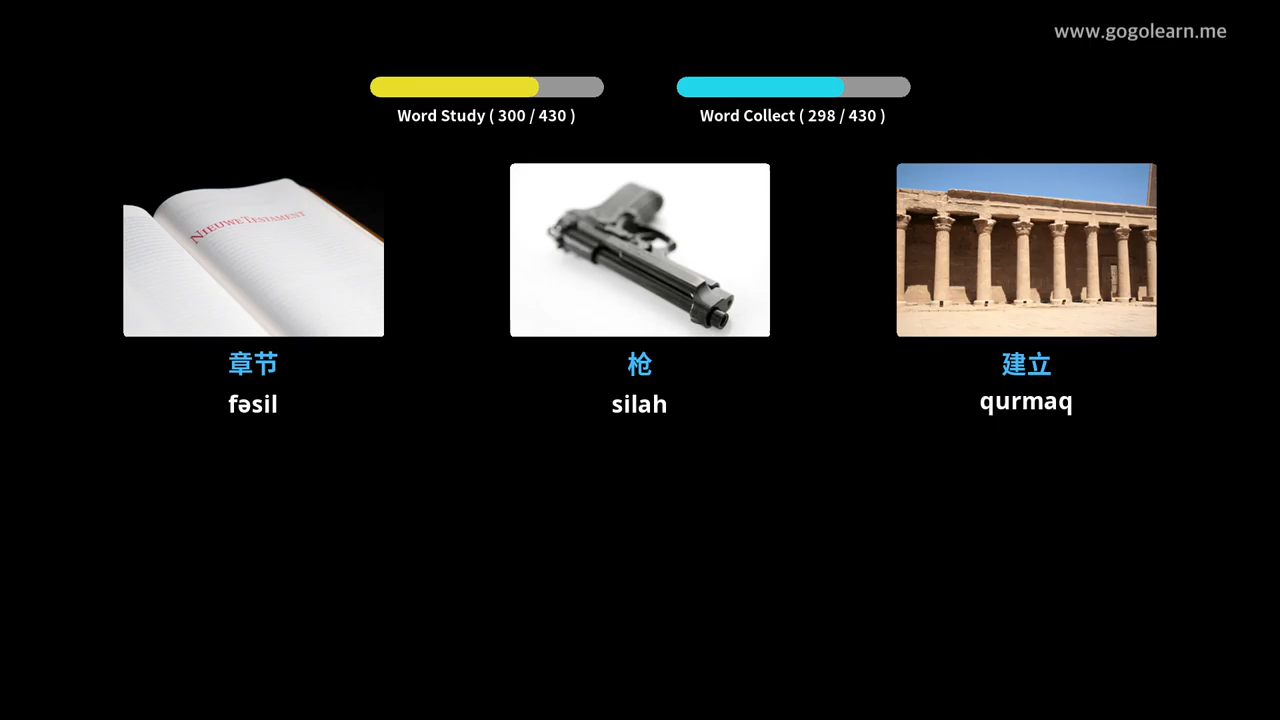 www.gogolearn.me
Word Study ( 300 / 430 )
Word Collect ( 298 / 430 )
NIEUWE TESTAMENT
章节
枪
建立
fəsil
silah
qurmaq